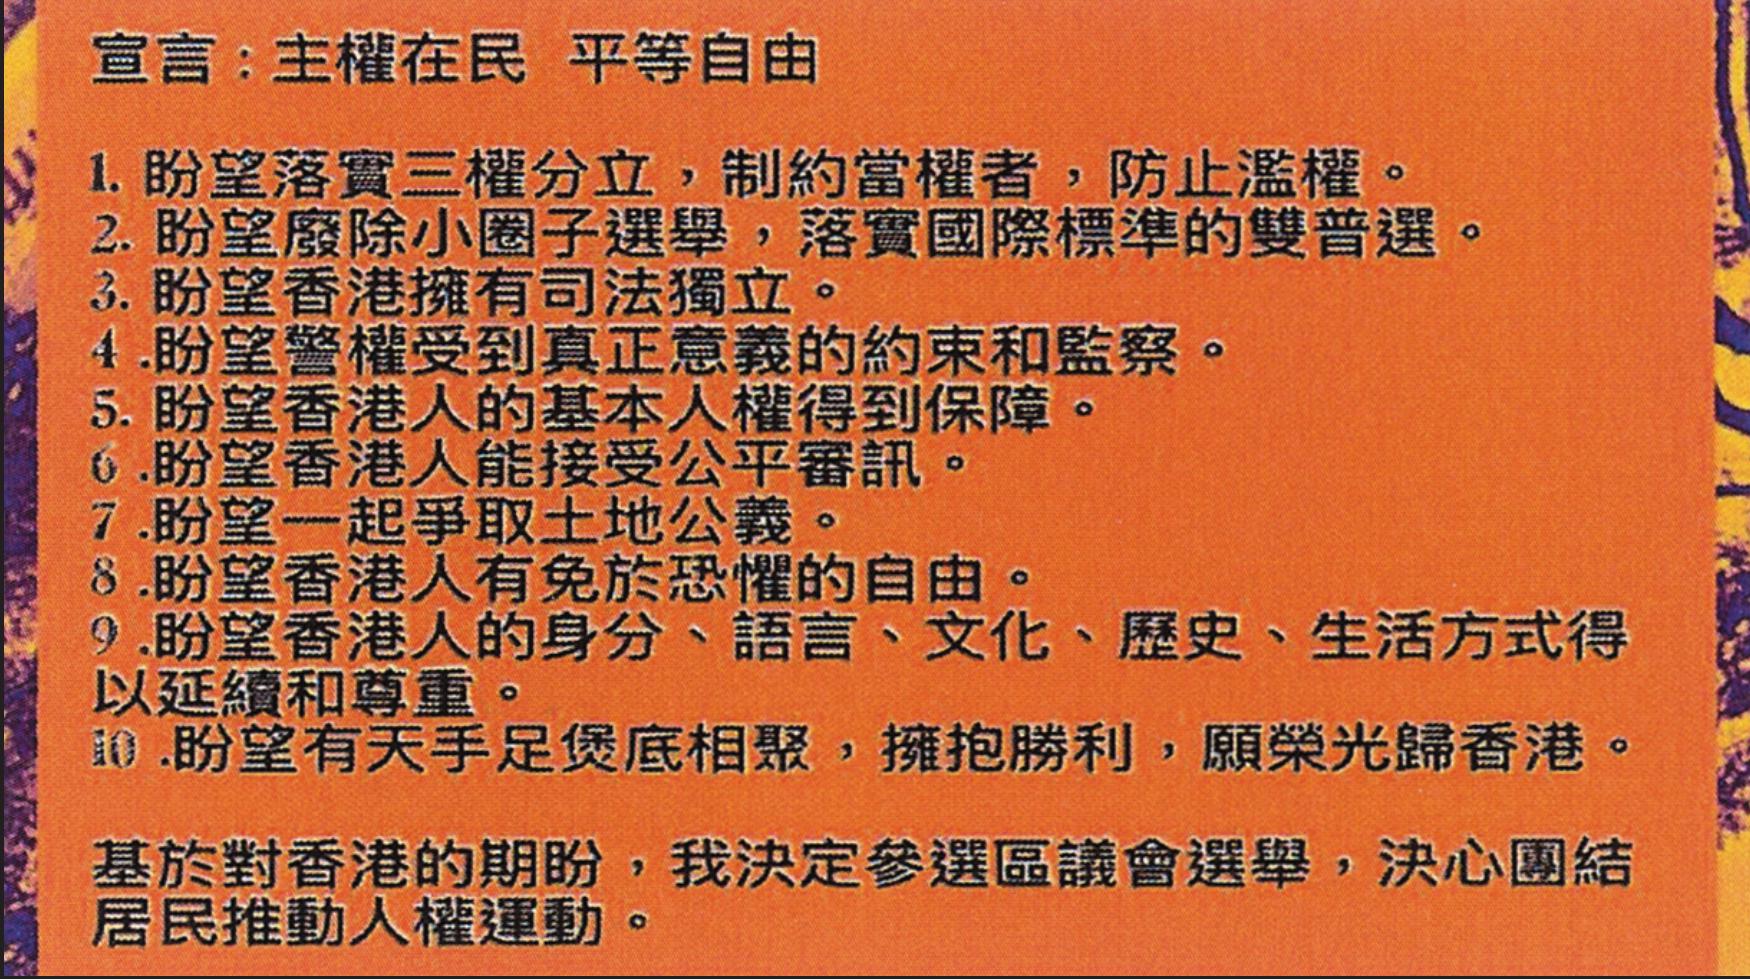 宣言：主權在民 平等自由
1. 盼望落實三權分立，制約當權者，防止濫權。
2. 盼望廢除小圈子選舉，落實國際標準的雙普選。
3. 盼望香港擁有司法獨立。
4 .盼望警權受到真正意義的約束和監察。
5. 盼望香港人的基本人權得到保障。
6 .盼望香港人能接受公平審訊。
7 .盼望一起爭取土地公義。
8 .盼望香港人有免於恐懼的自由。
9 .盼望香港人的身分、語言、文化、歷史、生活方式得
以延續和尊重。
10 .盼望有天手足煲底相聚，擁抱勝利，願榮光歸香港。
基於對香港的期盼，我決定參選區議會選舉，決心團結
居民推動人權運動。